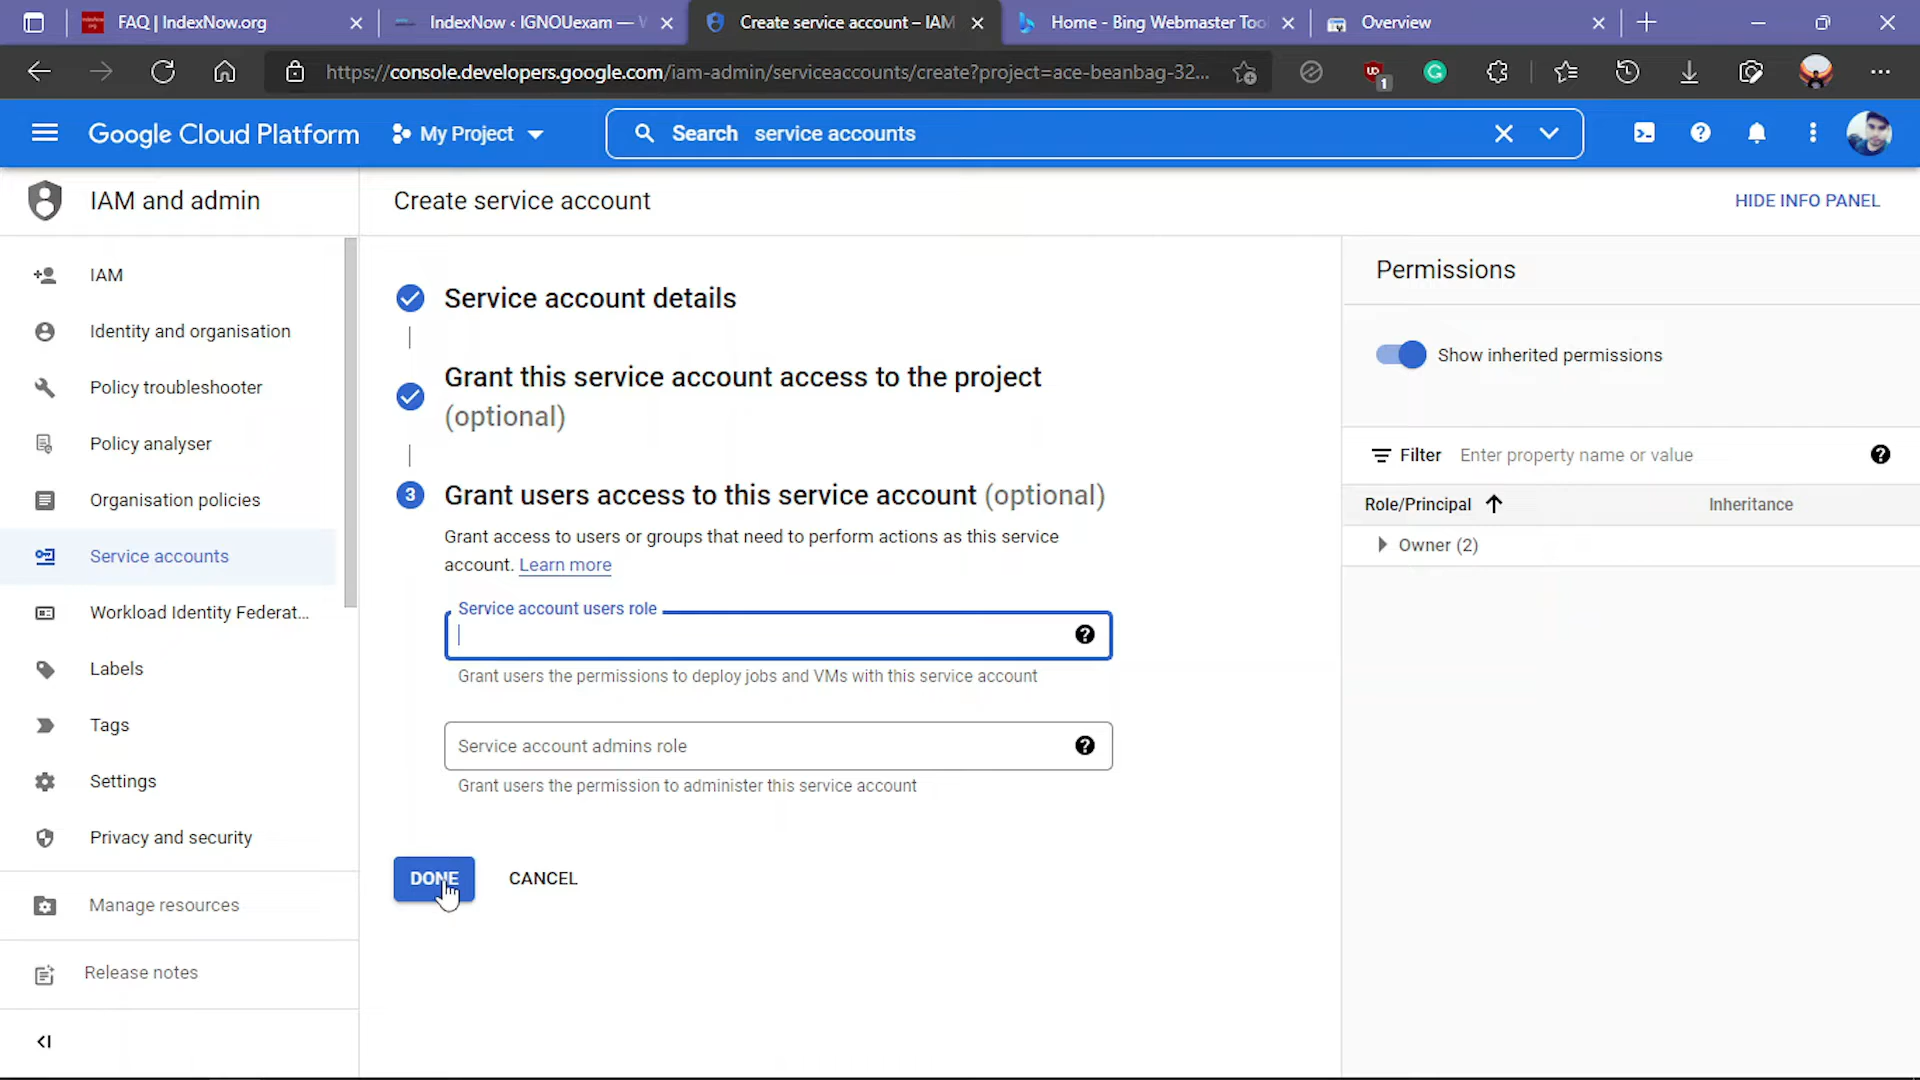 FAQ | IndexNow.org
IndexNow ‹ IGNOUexam —
Create service account – IAM
Home - Bing Webmaster Too
Overview
https://console.developers.google.com/iam-admin/serviceaccounts/create?project=ace-beanbag-32...
1
Google Cloud Platform
My Project
Search service accounts
IAM and admin
Create service account
HIDE INFO PANEL
IAM
Identity and organisation
Policy troubleshooter
Policy analyser
Organisation policies
Service accounts
Workload Identity Federat...
Labels
Tags
Settings
Privacy and security
Manage resources
Release notes
Service account details
Grant this service account access to the project
(optional)
3 Grant users access to this service account (optional)
Grant access to users or groups that need to perform actions as this service
account. Learn more
Service account users role
Grant users the permissions to deploy jobs and VMs with this service account
Service account admins role
Grant users the permission to administer this service account
DONE CANCEL
Permissions
Show inherited permissions
Filter Enter property name or value
Role/Principal Inheritance
Owner (2)